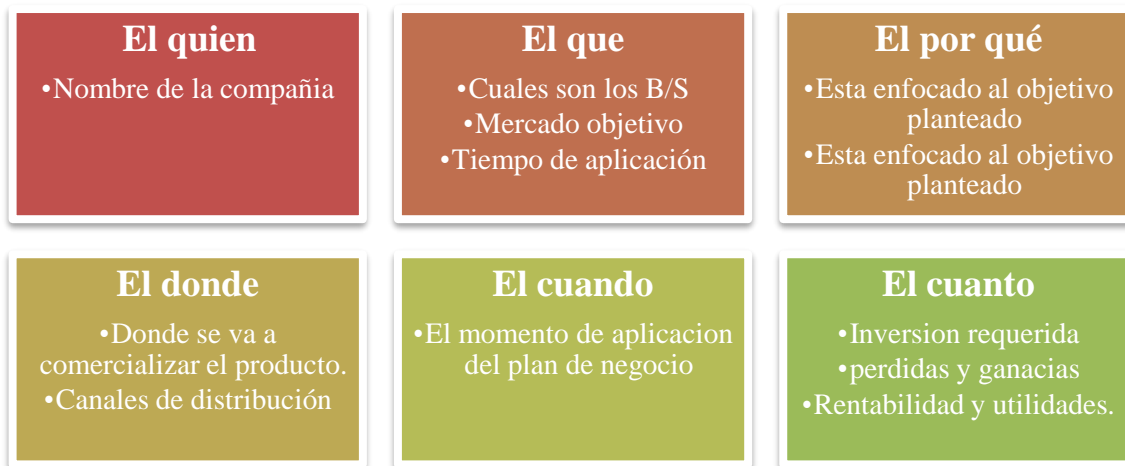 El quien
•Nombre de la compañia
El que
•Cuales son los B/S
•Mercado objetivo
•Tiempo de aplicación
El por qué
•Esta enfocado al objetivo
planteado
•Esta enfocado al objetivo
planteado
El donde
•Donde se va a
comercializar el producto.
•Canales de distribución
El cuando
•El momento de aplicacion
del plan de negocio
El cuanto
•Inversion requerida
•perdidas y ganacias
•Rentabilidad y utilidades.